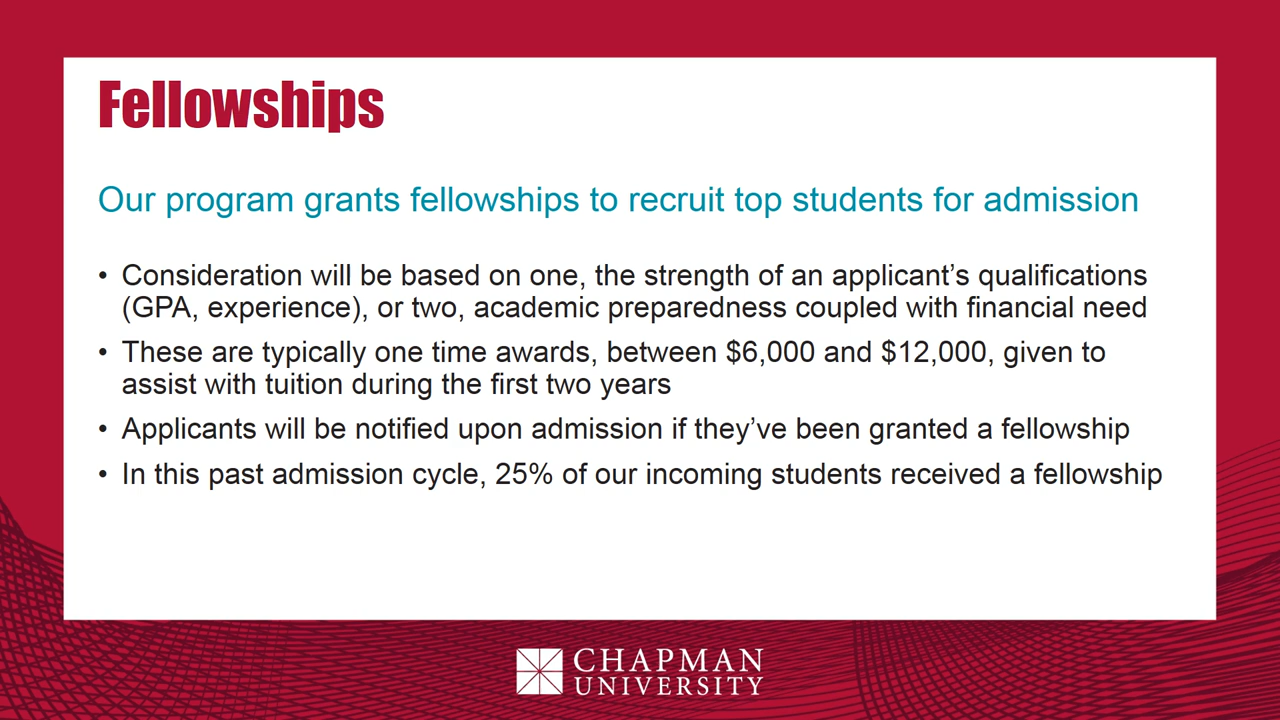 Fellowships
Our program grants fellowships to recruit top students for admission
• Consideration will be based on one, the strength of an applicant’s qualifications
(GPA, experience), or two, academic preparedness coupled with financial need
• These are typically one time awards, between $6,000 and $12,000, given to
assist with tuition during the first two years
• Applicants will be notified upon admission if they’ve been granted a fellowship
• In this past admission cycle, 25% of our incoming students received a fellowship
CHAPMAN
UNIVERSITY